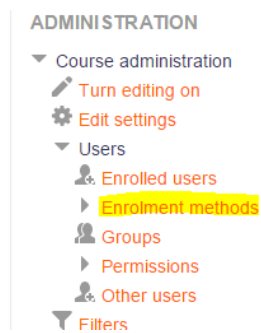 ADMINISTRATION
Course administration
Turn editing on
Edit settings
Users
Enrolled users
Enrolment methods
Groups
Permissions
Other users
Filters